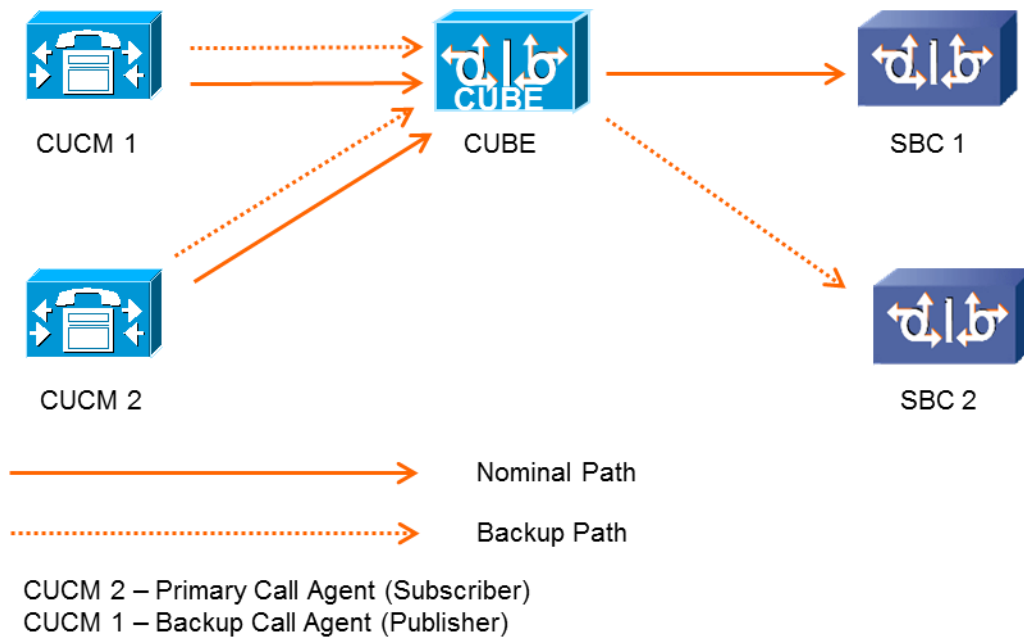 CUBE
CUCM 1
CUBE
SBC 1
CUCM 2
SBC 2
Nominal Path
Backup Path
CUCM 2 – Primary Call Agent (Subscriber)
CUCM 1 – Backup Call Agent (Publisher)